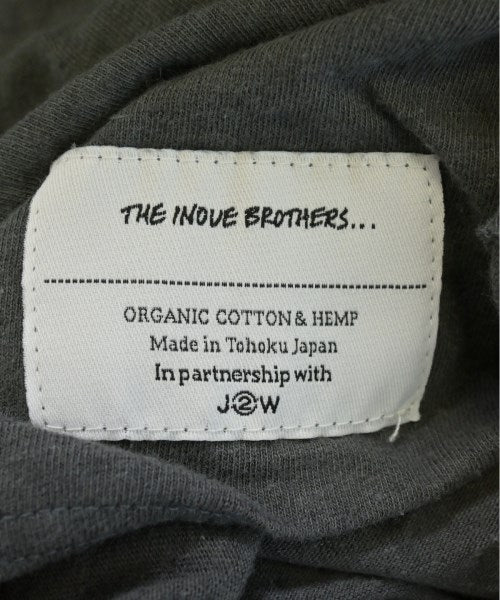 THE INOUE BROTHERS...
ORGANIC COTTON & HEMP
Made in Tohoku Japan
In partnership with
J②W